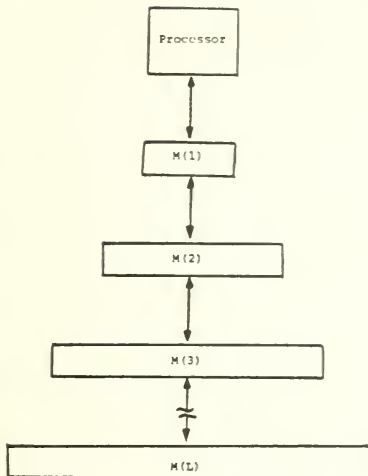 Processor
M(1)
M(2)
M(3)
M(L)